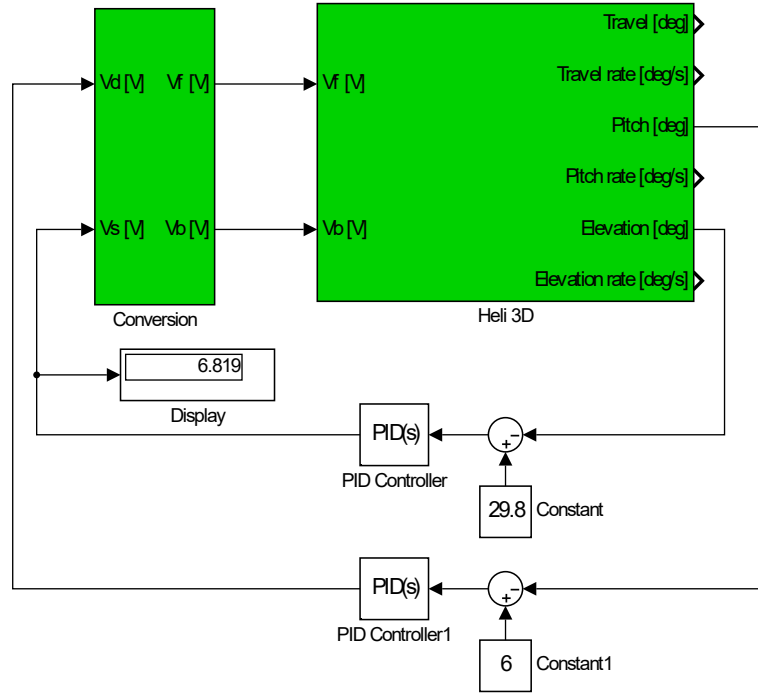 Travel [deg]
Travel rate [deg/s]
Vd [V] Vf [V]
Vf [V]
Pitch [deg]
Pitch rate [deg/s]
Vs [V] Vb [V]
Vb [V]
Elevation [deg]
Elevation rate [deg/s]
Conversion
Heli 3D
6.819
Display
PID(s)
PID Controller
29.8
Constant
PID(s)
PID Controller1
6
Constant1